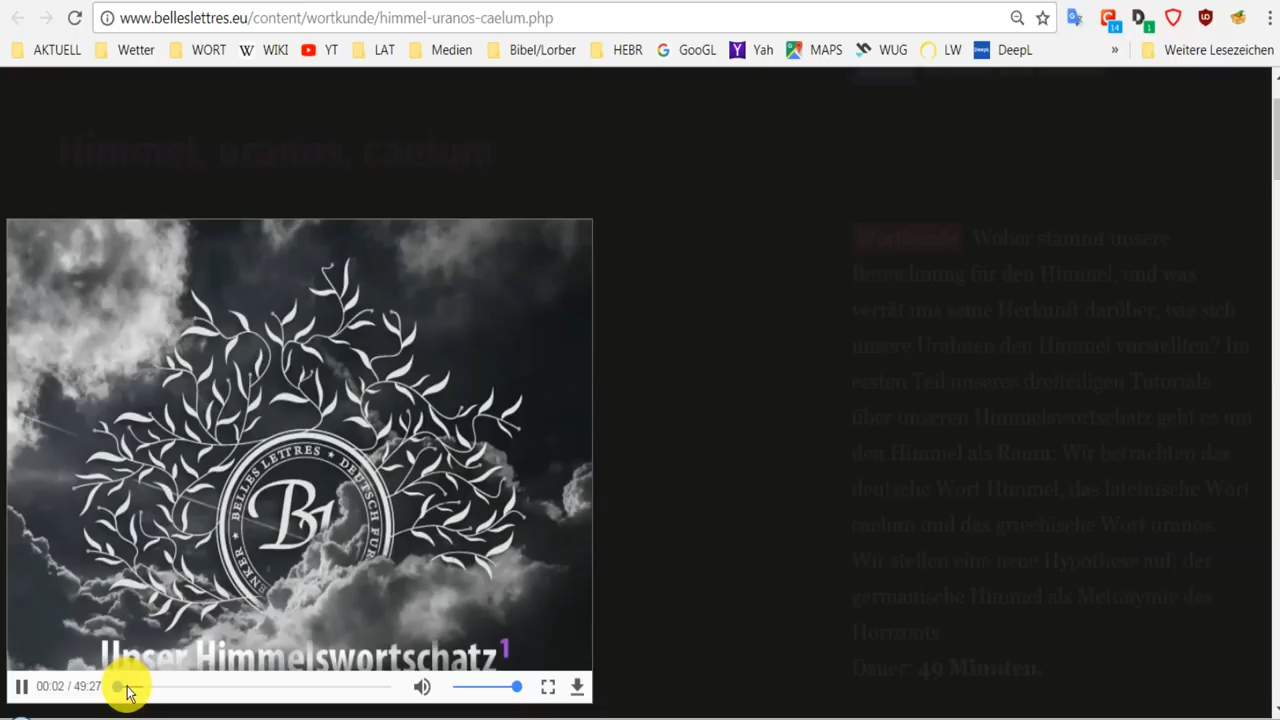 www.belleslettres.eu/content/wortkunde/himmel-uranos-caelum.php
14
1
AKTUELL Wetter WORT WIKI YT LAT Medien Bibel/Lorber HEBR GooGL Yah MAPS WUG LW DeepL » Weitere Lesezeichen
Himmel, uranos, caelum
Wortkunde Woher stammt unsere
Bezeichnung für den Himmel, und was
verrät uns seine Herkunft darüber, wie sich
unsere Urahnen den Himmel vorstellten? Im
ersten Teil unseres dreiteiligen Tutorials
über unseren Himmelswortschatz geht es um
den Himmel als Raum: Wir betrachten das
deutsche Wort Himmel, das lateinische Wort
caelum und das griechische Wort uranos.
Wir stellen eine neue Hypothese auf: der
germanische Himmel als Metonymie des
Horizonts.
Dauer: 49 Minuten.
BELLES LETTRES ★ DEUTSCH FÜR
Unser Himmelswortschatz 1
00:02 / 49:27